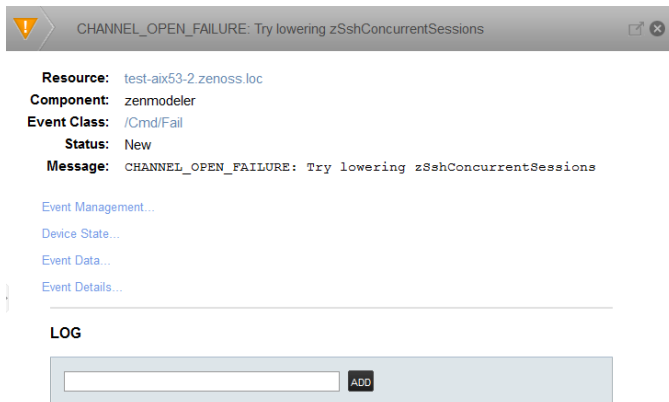 CHANNEL_OPEN_FAILURE: Try lowering zSshConcurrentSessions
Resource: test-aix53-2.zenoss.loc
Component: zenmodeler
Event Class: /Cmd/Fail
Status: New
Message: CHANNEL_OPEN_FAILURE: Try lowering zSshConcurrentSessions
Event Management...
Device State...
Event Data...
Event Details...
LOG
ADD